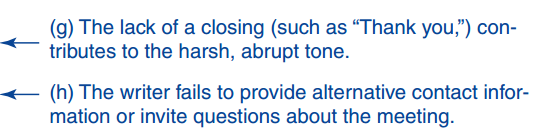 (g) The lack of a closing (such as “Thank you,”) con-
tributes to the harsh, abrupt tone.
(h) The writer fails to provide alternative contact infor-
mation or invite questions about the meeting.